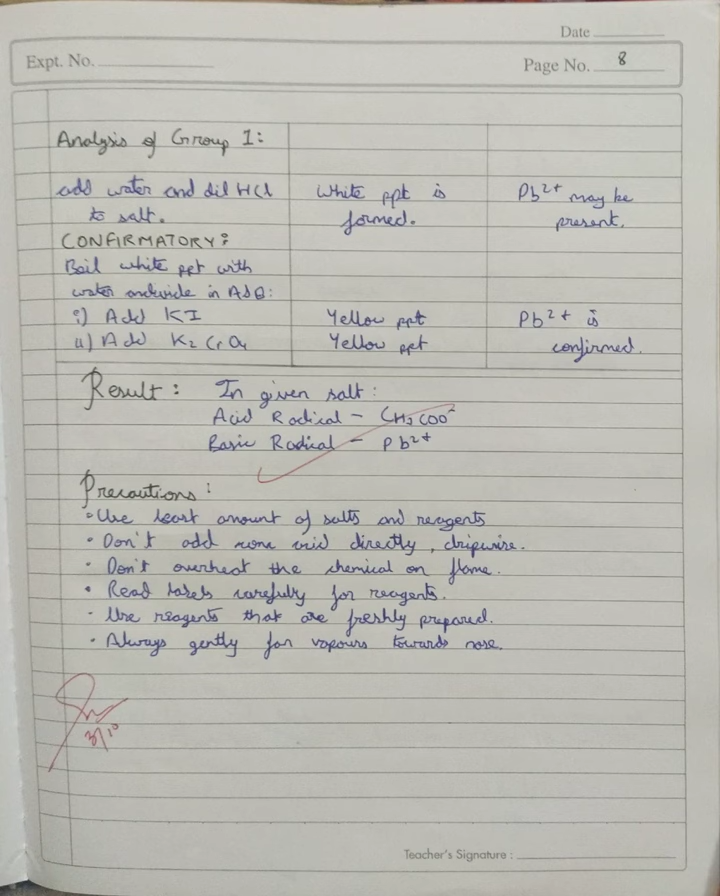 Date
Expt. No.
Page No. 8
Analysis of Group I:
add water and dil HCl to salt. White ppt is formed. Pb²⁺ may be present.
CONFIRMATORY:
Boil white ppt with
water and divide in A & B:
i) Add KI Yellow ppt Pb²⁺ is
ii) Add K₂CrO₄ Yellow ppt confirmed.
Result: In given salt:
Acid Radical - CH₃COO⁻
Basic Radical - Pb²⁺
Precautions:
• Use least amount of salts and reagents
• Don't add conc acid directly, dropwise.
• Don't overheat the chemical on flame.
• Read labels carefully for reagents.
• Use reagents that are freshly prepared.
• Always gently fan vapours towards nose.
3/10
Teacher's Signature :